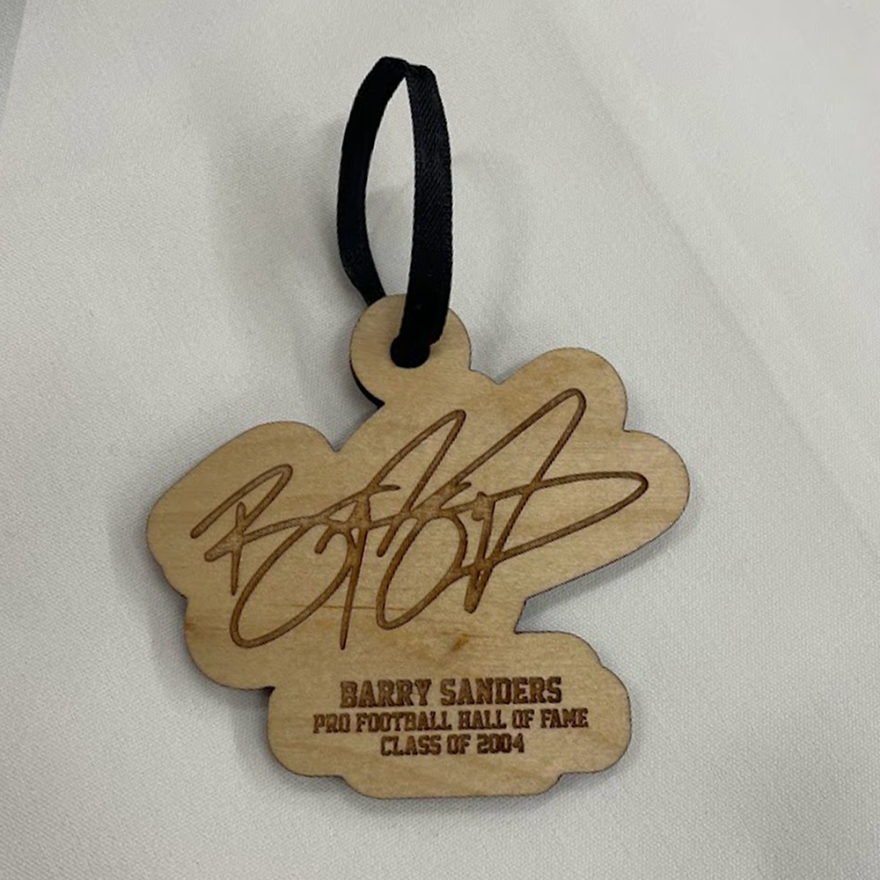 BARRY SANDERS
PRO FOOTBALL HALL OF FAME
CLASS OF 2004